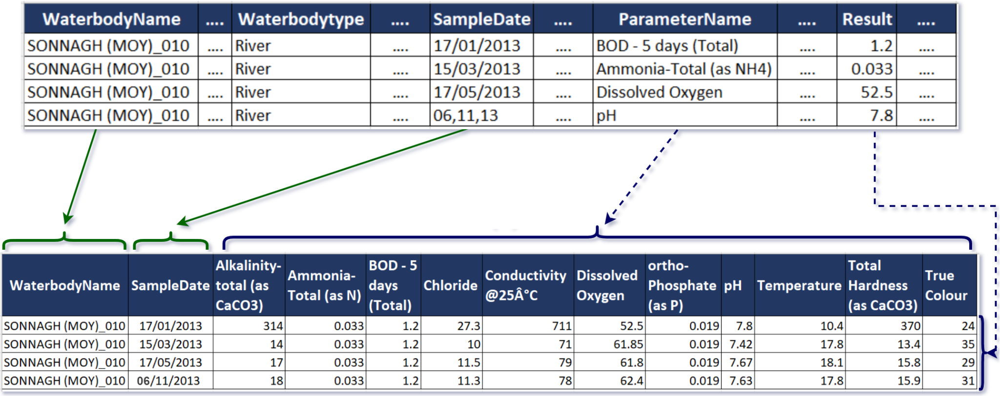 WaterbodyName .... Waterbodytype .... SampleDate .... ParameterName .... Result ....
SONNAGH (MOY)_010 .... River .... 17/01/2013 .... BOD - 5 days (Total) .... 1.2 ....
SONNAGH (MOY)_010 .... River .... 15/03/2013 .... Ammonia-Total (as NH4) .... 0.033 ....
SONNAGH (MOY)_010 .... River .... 17/05/2013 .... Dissolved Oxygen .... 52.5 ....
SONNAGH (MOY)_010 .... River .... 06,11,13 .... pH .... 7.8 ....
WaterbodyName
SampleDate
Alkalinity-
total (as
CaCO3)
Ammonia-
Total (as N)
BOD - 5
days
(Total)
Chloride
Conductivity
@25Â°C
Dissolved
Oxygen
ortho-
Phosphate
(as P)
pH
Temperature
Total
Hardness
(as CaCO3)
True
Colour
SONNAGH (MOY)_010 17/01/2013 314 0.033 1.2 27.3 711 52.5 0.019 7.8 10.4 370 24
SONNAGH (MOY)_010 15/03/2013 14 0.033 1.2 10 71 61.85 0.019 7.42 17.8 13.4 35
SONNAGH (MOY)_010 17/05/2013 17 0.033 1.2 11.5 79 61.8 0.019 7.67 18.1 15.8 29
SONNAGH (MOY)_010 06/11/2013 18 0.033 1.2 11.3 78 62.4 0.019 7.63 17.8 15.9 31